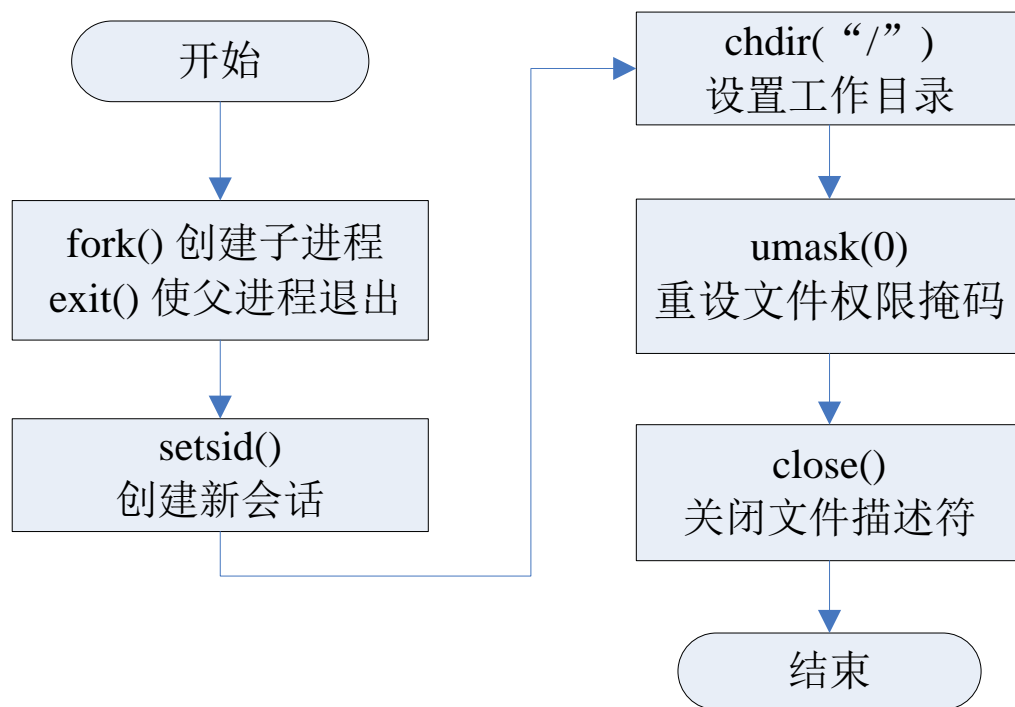 开始
fork() 创建子进程
exit() 使父进程退出
setsid()
创建新会话
chdir(“/”)
设置工作目录
umask(0)
重设文件权限掩码
close()
关闭文件描述符
结束